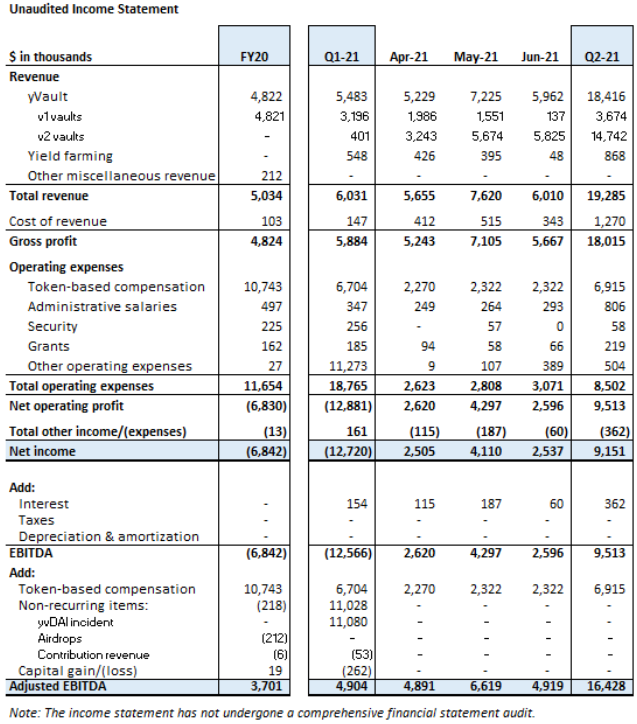 Unaudited Income Statement
$ in thousands FY20 Q1-21 Apr-21 May-21 Jun-21 Q2-21
Revenue
yVault 4,822 5,483 5,229 7,225 5,962 18,416
v1 vaults 4,821 3,196 1,986 1,551 137 3,674
v2 vaults - 401 3,243 5,674 5,825 14,742
Yield farming - 548 426 395 48 868
Other miscellaneous revenue 212 - - - - -
Total revenue 5,034 6,031 5,655 7,620 6,010 19,285
Cost of revenue 103 147 412 515 343 1,270
Gross profit 4,824 5,884 5,243 7,105 5,667 18,015
Operating expenses
Token-based compensation 10,743 6,704 2,270 2,322 2,322 6,915
Administrative salaries 497 347 249 264 293 806
Security 225 256 - 57 0 58
Grants 162 185 94 58 66 219
Other operating expenses 27 11,273 9 107 389 504
Total operating expenses 11,654 18,765 2,623 2,808 3,071 8,502
Net operating profit (6,830) (12,881) 2,620 4,297 2,596 9,513
Total other income/(expenses) (13) 161 (115) (187) (60) (362)
Net income (6,842) (12,720) 2,505 4,110 2,537 9,151
Add:
Interest - 154 115 187 60 362
Taxes - - - - - -
Depreciation & amortization - - - - - -
EBITDA (6,842) (12,566) 2,620 4,297 2,596 9,513
Add:
Token-based compensation 10,743 6,704 2,270 2,322 2,322 6,915
Non-recurring items: (218) 11,028 - - - -
yvDAI incident - 11,080 - - - -
Airdrops (212) - - - -
Contribution revenue (6) (53) - - - -
Capital gain/(loss) 19 (262) - - - -
Adjusted EBITDA 3,701 4,904 4,891 6,619 4,919 16,428
Note: The income statement has not undergone a comprehensive financial statement audit.